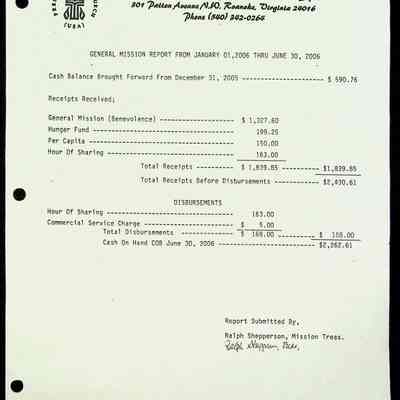 301 Patton Avenue, N.W. Roanoke, Virginia 24016
Phone (540) 342-0264
CHURCH
(USA)
GENERAL MISSION REPORT FROM JANUARY 01,2006 THRU JUNE 30, 2006
Cash Balance Brought Forward From December 31, 2005 --------------------- $ 590.76
Receipts Received;
General Mission (Benevolence) ------------------- $ 1,327.60
Hunger Fund ------------------------------------- 199.25
Per Capita -------------------------------------- 150.00
Hour Of Sharing --------------------------------- 163.00
Total Receipts ---------- $ 1,839.85 ---------- $1,839.85
Total Receipts Before Disbursements ------------ $2,430.61
DISBURSEMENTS
Hour Of Sharing --------------------------------- 163.00
Commercial Service Charge ----------------------- $ 5.00
Total Disbursements -------------- $ 168.00 ---------- $ 168.00
Cash On Hand COB June 30, 2006 -------------------------- $2,262.61
Report Submitted By,
Ralph Shepperson, Mission Tress.